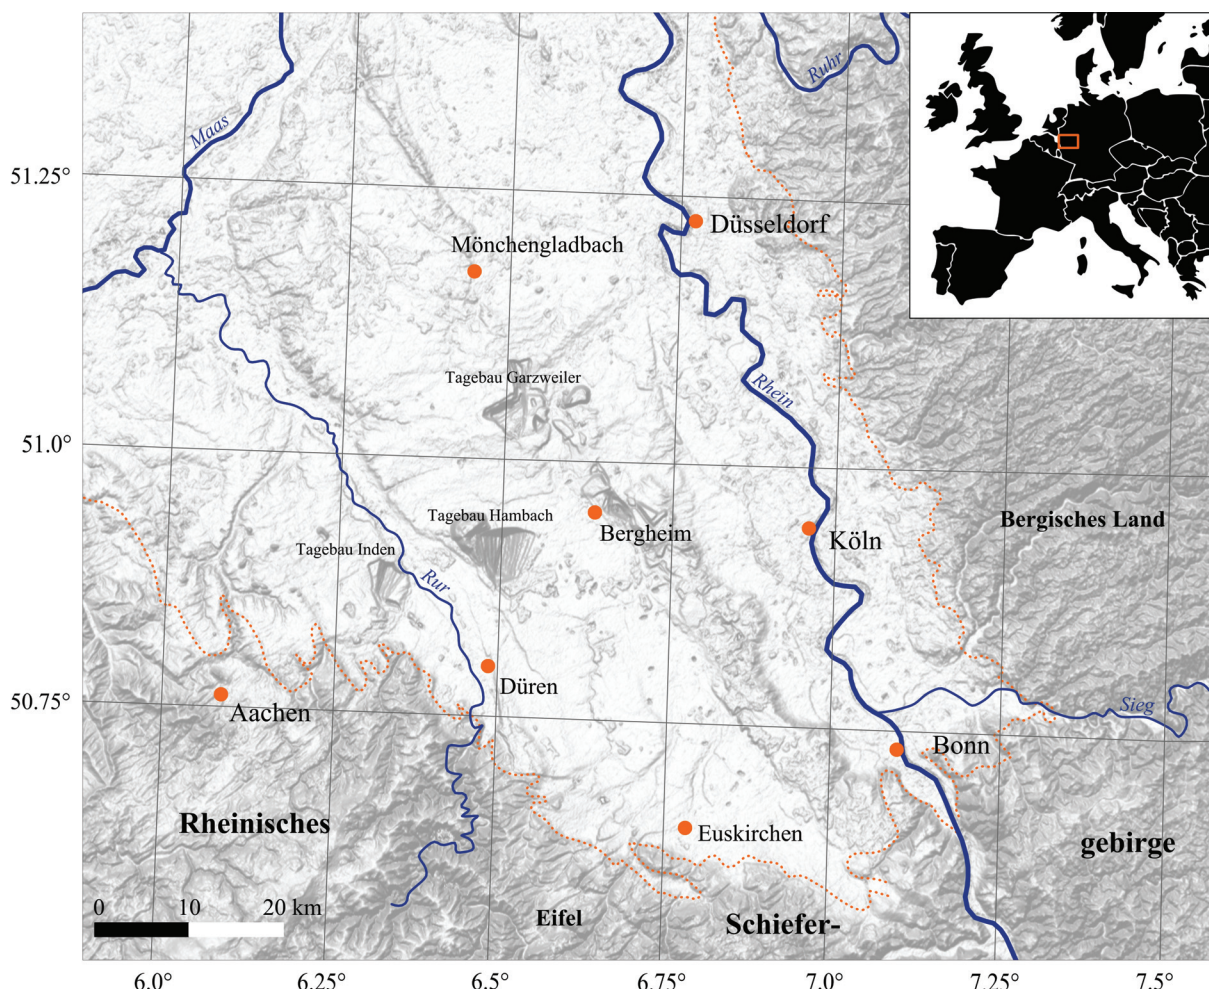 Ruhr
Maas
51.25°
Düsseldorf
Mönchengladbach
Tagebau Garzweiler
Rhein
51.0°
Tagebau Hambach
Bergisches Land
Bergheim
Köln
Tagebau Inden
Rur
Düren
50.75°
Aachen
Sieg
Bonn
Rheinisches
Euskirchen
gebirge
0 10 20 km
Eifel
Schiefer-
6.0° 6.25° 6.5° 6.75° 7.0° 7.25° 7.5°